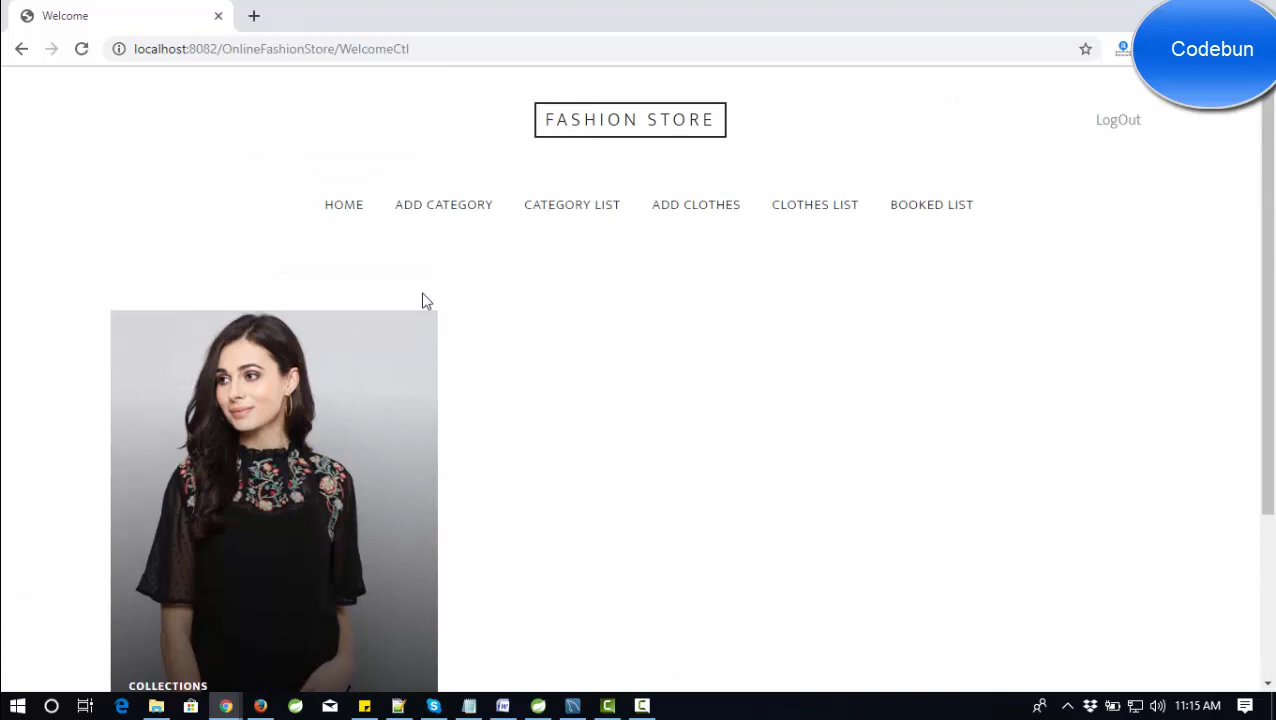 Welcome
localhost:8082/OnlineFashionStore/WelcomeCtl
Codebun
FASHION STORE
LogOut
HOME ADD CATEGORY CATEGORY LIST ADD CLOTHES CLOTHES LIST BOOKED LIST
COLLECTIONS
11:15 AM